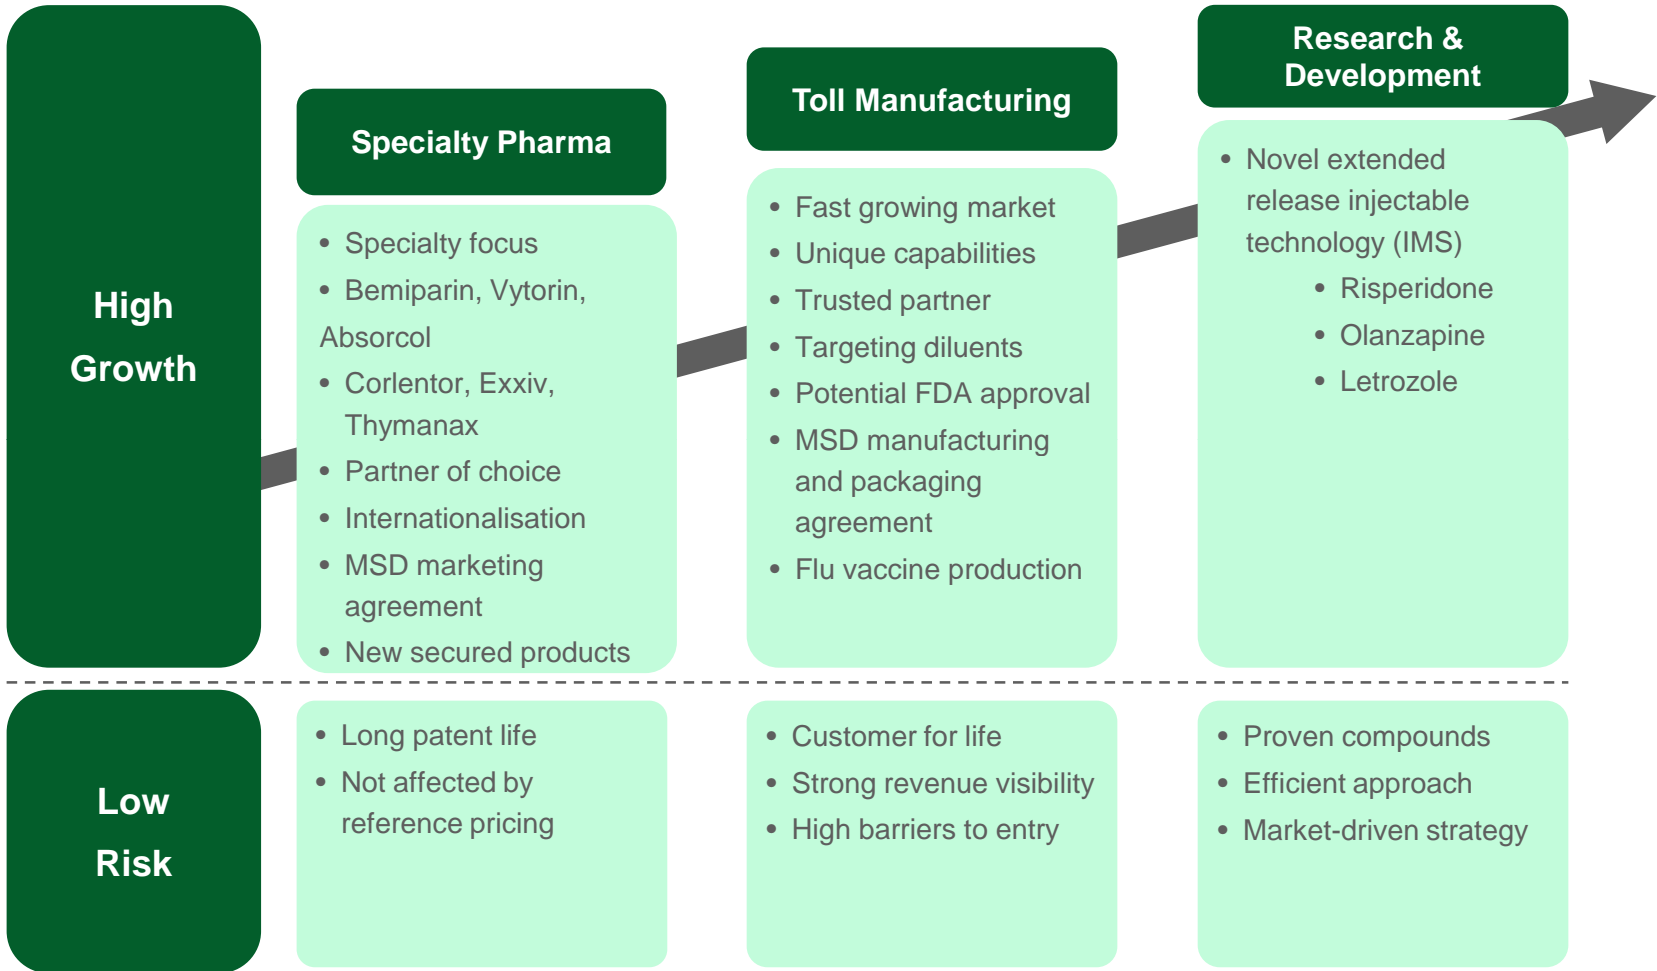 High
Growth
Specialty Pharma
• Specialty focus
• Bemiparin, Vytorin,
Absorcol
• Corlentor, Exxiv,
Thymanax
• Partner of choice
• Internationalisation
• MSD marketing
agreement
• New secured products
Toll Manufacturing
• Fast growing market
• Unique capabilities
• Trusted partner
• Targeting diluents
• Potential FDA approval
• MSD manufacturing
and packaging
agreement
• Flu vaccine production
Research &
Development
• Novel extended
release injectable
technology (IMS)
• Risperidone
• Olanzapine
• Letrozole
Low
Risk
• Long patent life
• Not affected by
reference pricing
• Customer for life
• Strong revenue visibility
• High barriers to entry
• Proven compounds
• Efficient approach
• Market-driven strategy